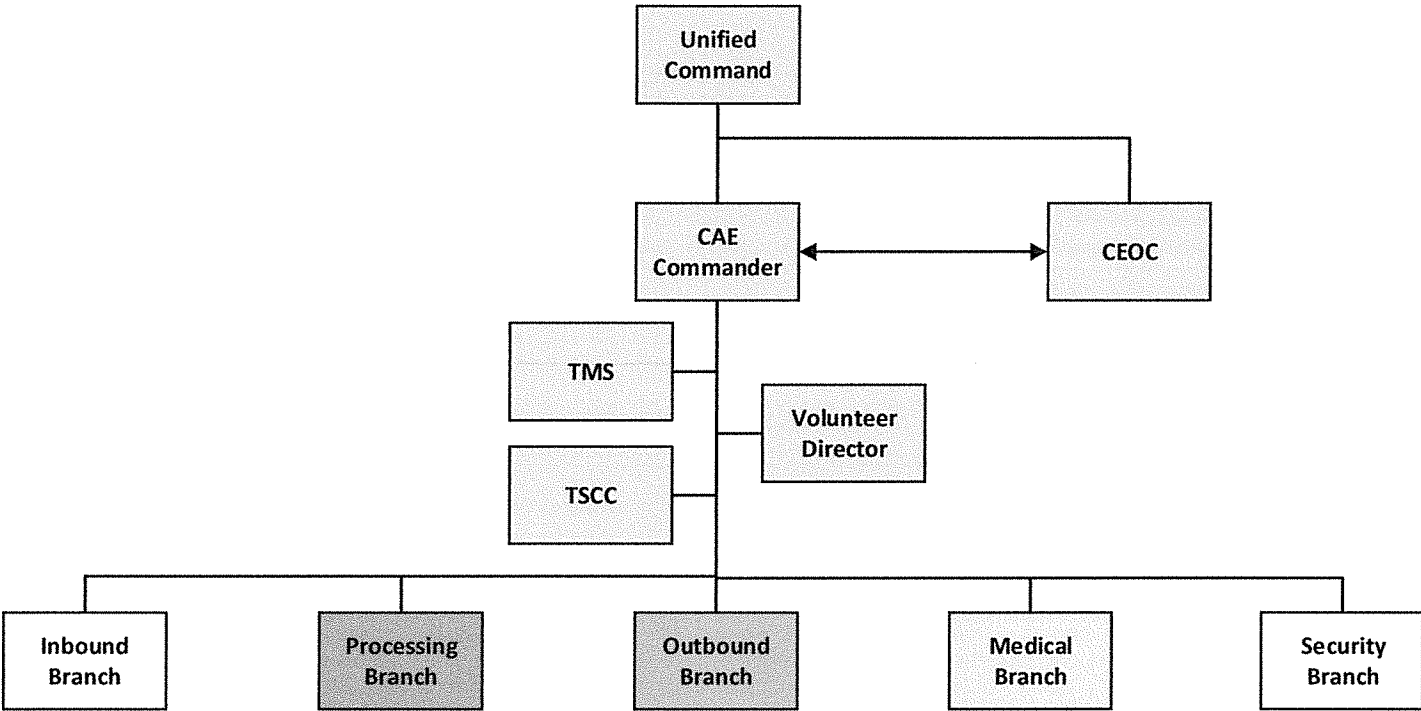 Unified
Command
CAE
Commander
CEOC
TMS
Volunteer
Director
TSCC
Inbound
Branch
Processing
Branch
Outbound
Branch
Medical
Branch
Security
Branch